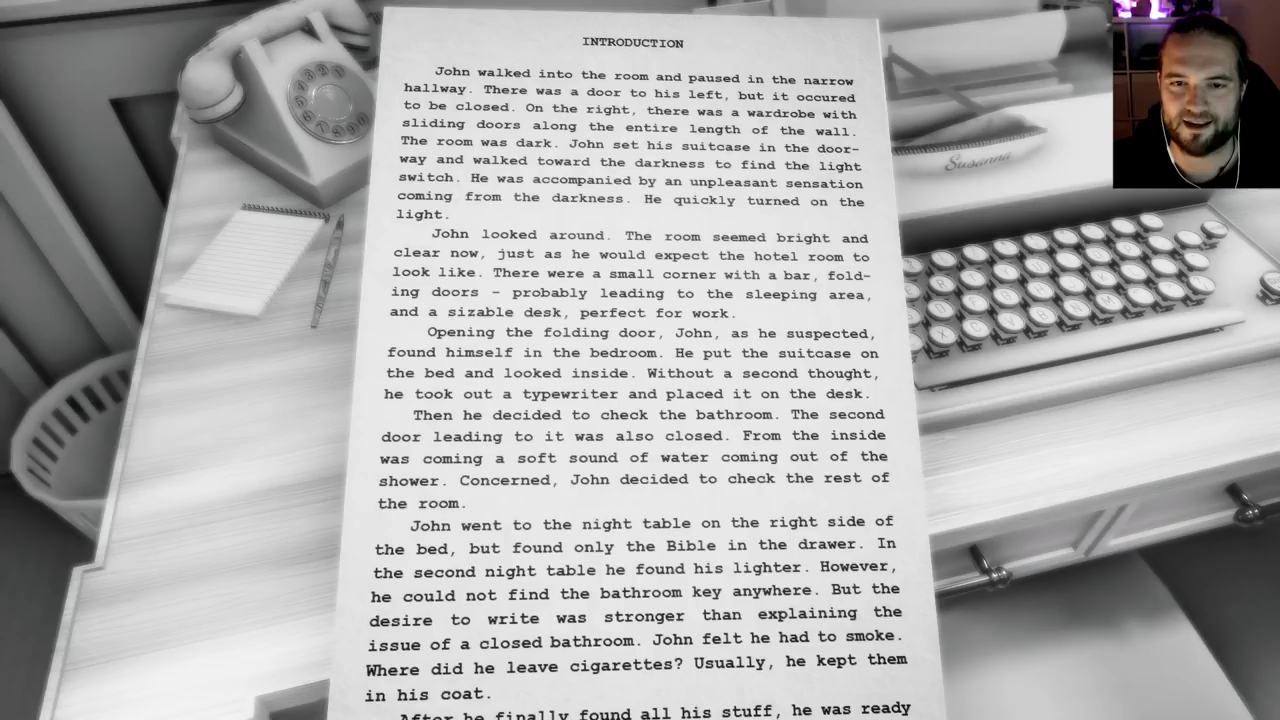 INTRODUCTION
John walked into the room and paused in the narrow
hallway. There was a door to his left, but it occured
to be closed. On the right, there was a wardrobe with
sliding doors along the entire length of the wall.
The room was dark. John set his suitcase in the door-
way and walked toward the darkness to find the light
switch. He was accompanied by an unpleasant sensation
coming from the darkness. He quickly turned on the
light.
John looked around. The room seemed bright and
clear now, just as he would expect the hotel room to
look like. There were a small corner with a bar, fold-
ing doors - probably leading to the sleeping area,
and a sizable desk, perfect for work.
Opening the folding door, John, as he suspected,
found himself in the bedroom. He put the suitcase on
the bed and looked inside. Without a second thought,
he took out a typewriter and placed it on the desk.
Then he decided to check the bathroom. The second
door leading to it was also closed. From the inside
was coming a soft sound of water coming out of the
shower. Concerned, John decided to check the rest of
the room.
John went to the night table on the right side of
the bed, but found only the Bible in the drawer. In
the second night table he found his lighter. However,
he could not find the bathroom key anywhere. But the
desire to write was stronger than explaining the
issue of a closed bathroom. John felt he had to smoke.
Where did he leave cigarettes? Usually, he kept them
in his coat.
After he finally found all his stuff, he was ready
Susanna